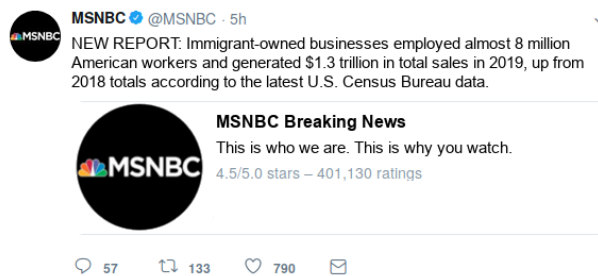 MSNBC @MSNBC · 5h
MSNBC
NEW REPORT: Immigrant-owned businesses employed almost 8 million
American workers and generated $1.3 trillion in total sales in 2019, up from
2018 totals according to the latest U.S. Census Bureau data.
MSNBC Breaking News
This is who we are. This is why you watch.
MSNBC
4.5/5.0 stars – 401,130 ratings
57 133 790